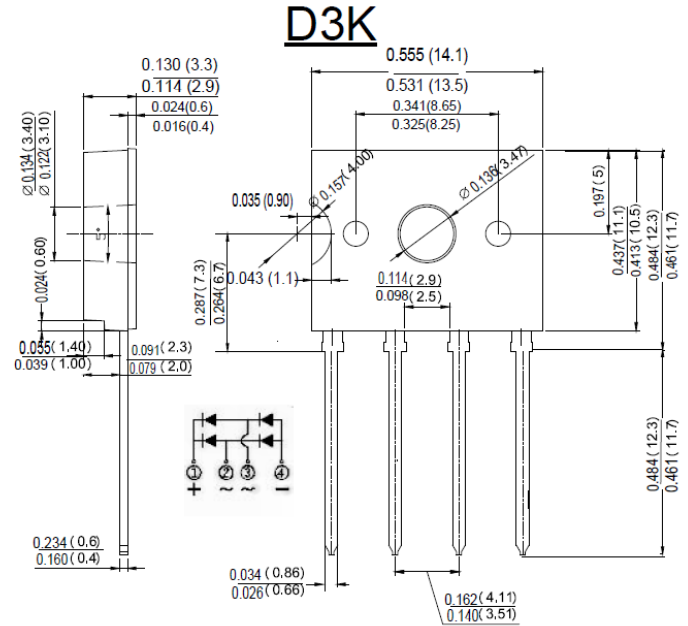 D3K
0.130 (3.3)
0.114 (2.9)
0.024(0.6)
0.016(0.4)
0.555 (14.1)
0.531 (13.5)
0.341(8.65)
0.325(8.25)
Ø 0.134( 3.40)
Ø 0.122( 3.10)
5°
0.024( 0.60)
0.055( 1,40)
0.039( 1.00)
0.091( 2.3)
0.079( 2,0)
0.035 (0.90)
Ø 0.157( 4.00)
Ø 0.136( 3.47)
0.043 (1.1)
0.287( 7.3)
0.264( 6.7)
0.114 (2.9)
0.098( 2.5)
0.197( 5)
0.437( 11.1)
0.413( 10.5)
0.484( 12.3)
0.461( 11.7)
0.484( 12.3)
0.461( 11.7)
1 2 3 4
+ ~ ~ −
0.234 ( 0,6)
0.160 ( 0,4)
0.034 ( 0,86)
0.026 ( 0.66)
0.162( 4,11)
0.140( 3,51)